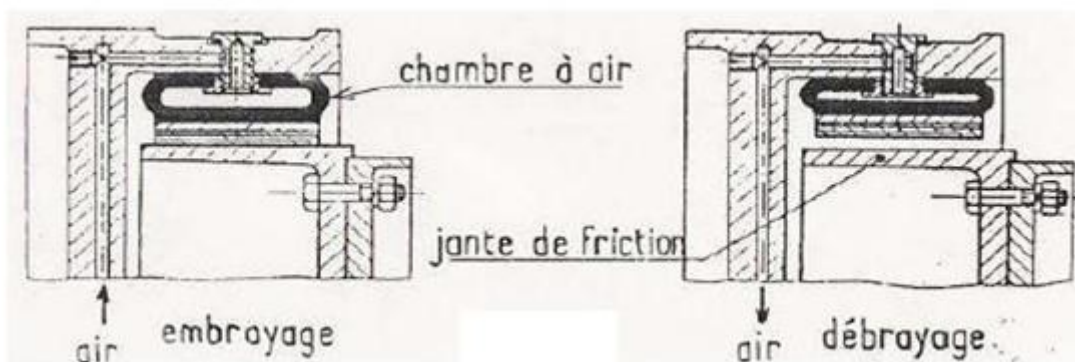 chambre à air
jante de friction
embrayage
air
débrayage
air